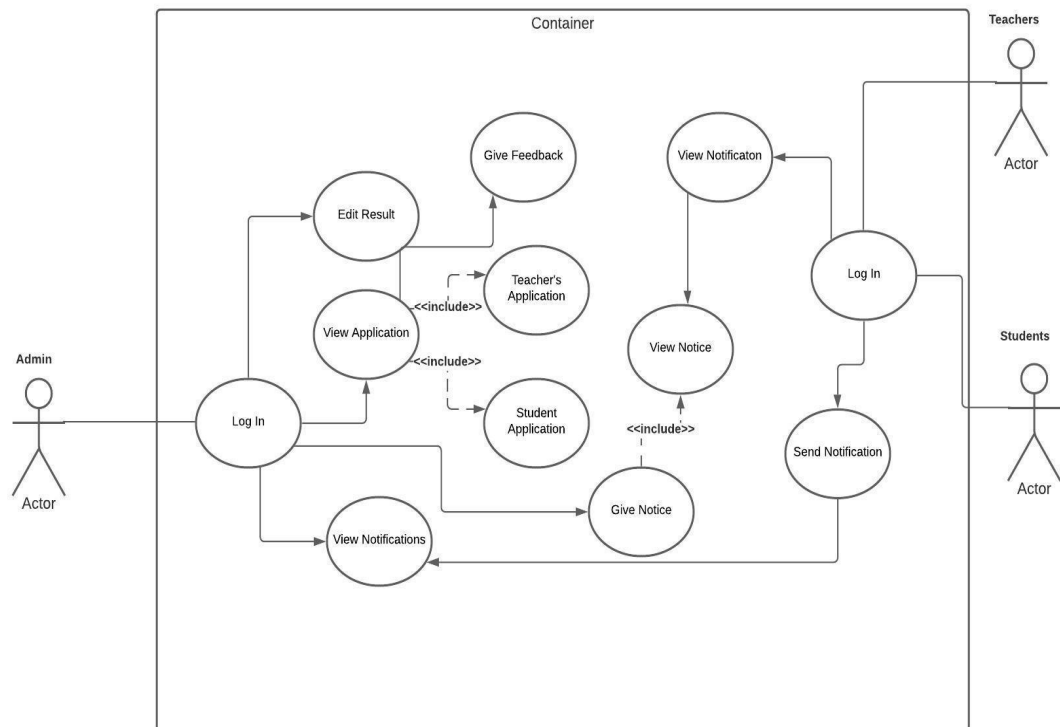 Container
Teachers
Actor
Give Feedback
View Notificaton
Edit Result
Log In
Teacher's
Application
<<include>>
View Application
View Notice
Students
Actor
Admin
Actor
<<include>>
Log In
Student
Application
<<include>>
Send Notification
Give Notice
View Notifications